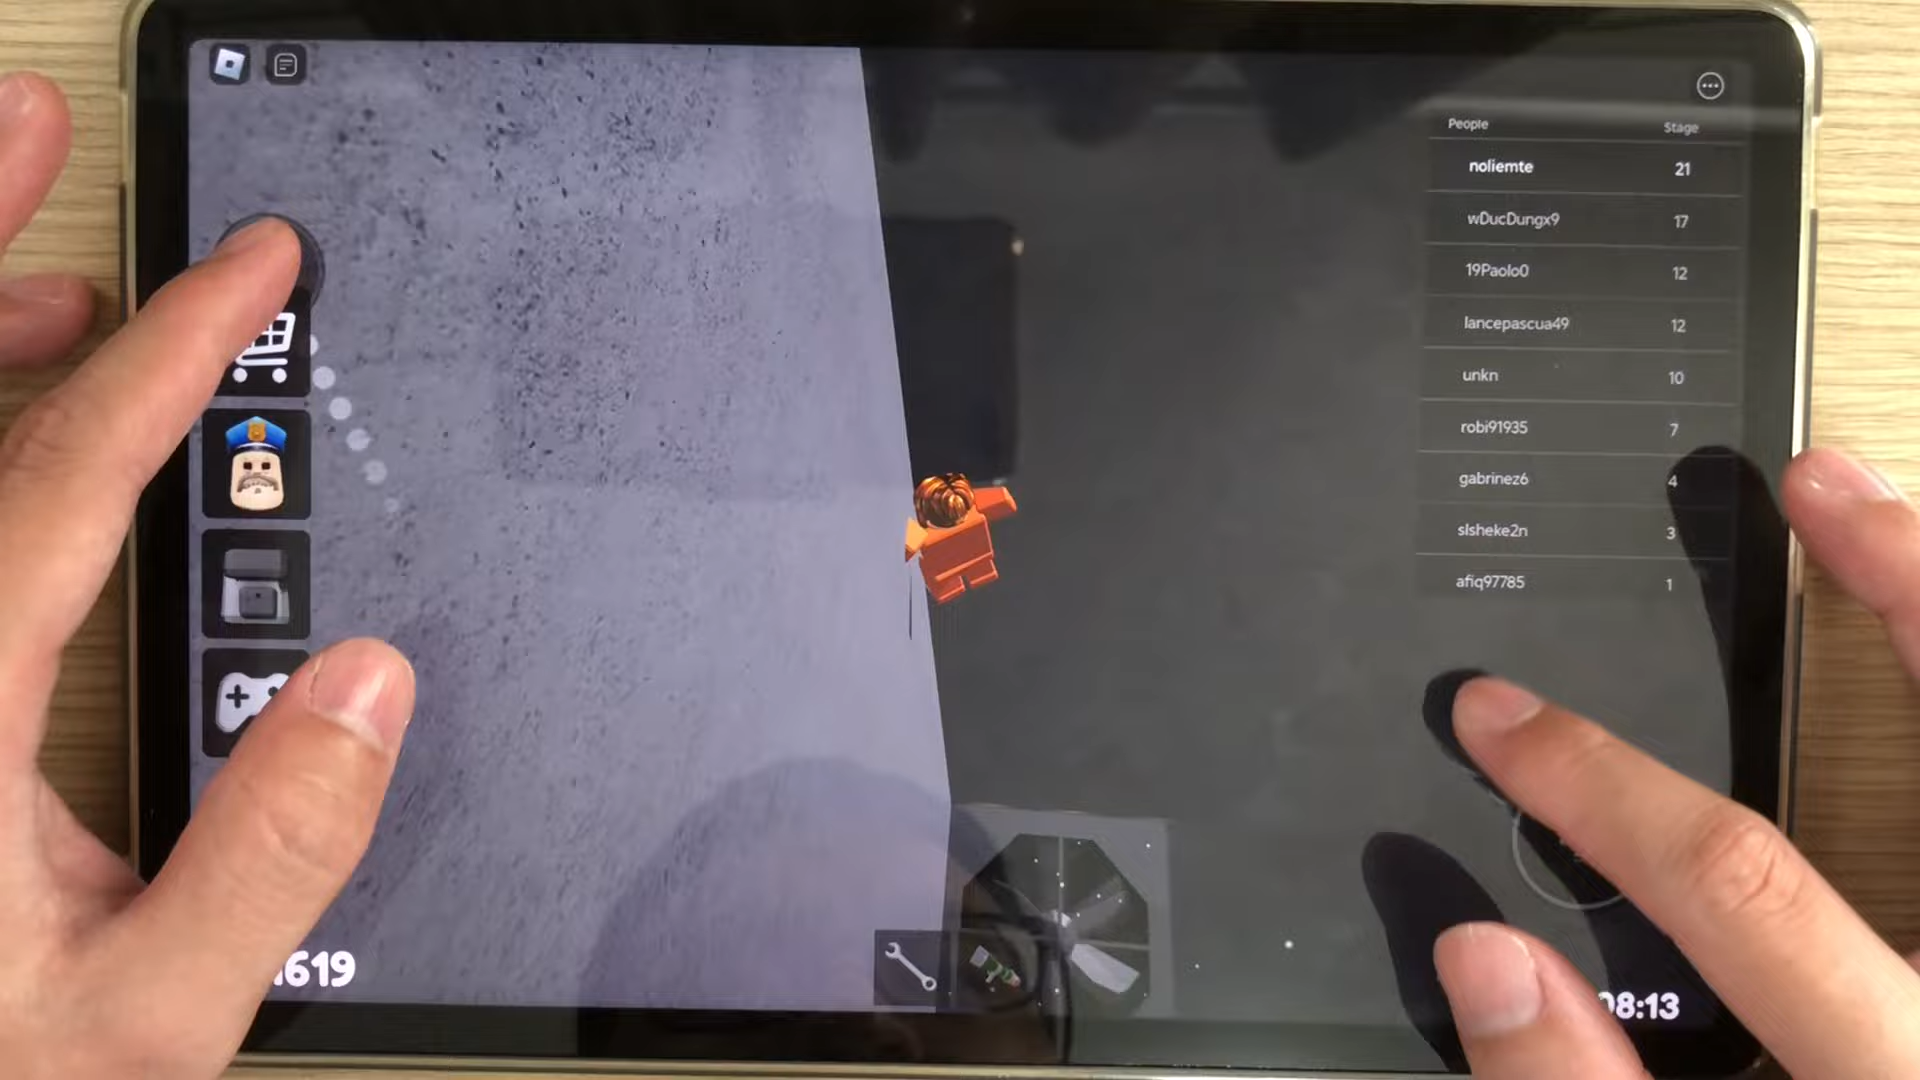 People Stage
noliemte 21
wDucDungx9 17
19Paolo0 12
lancepascua49 12
unkn 10
robi91935 7
gabrinez6 4
slsheke2n 3
afiq97785 1
619
08:13